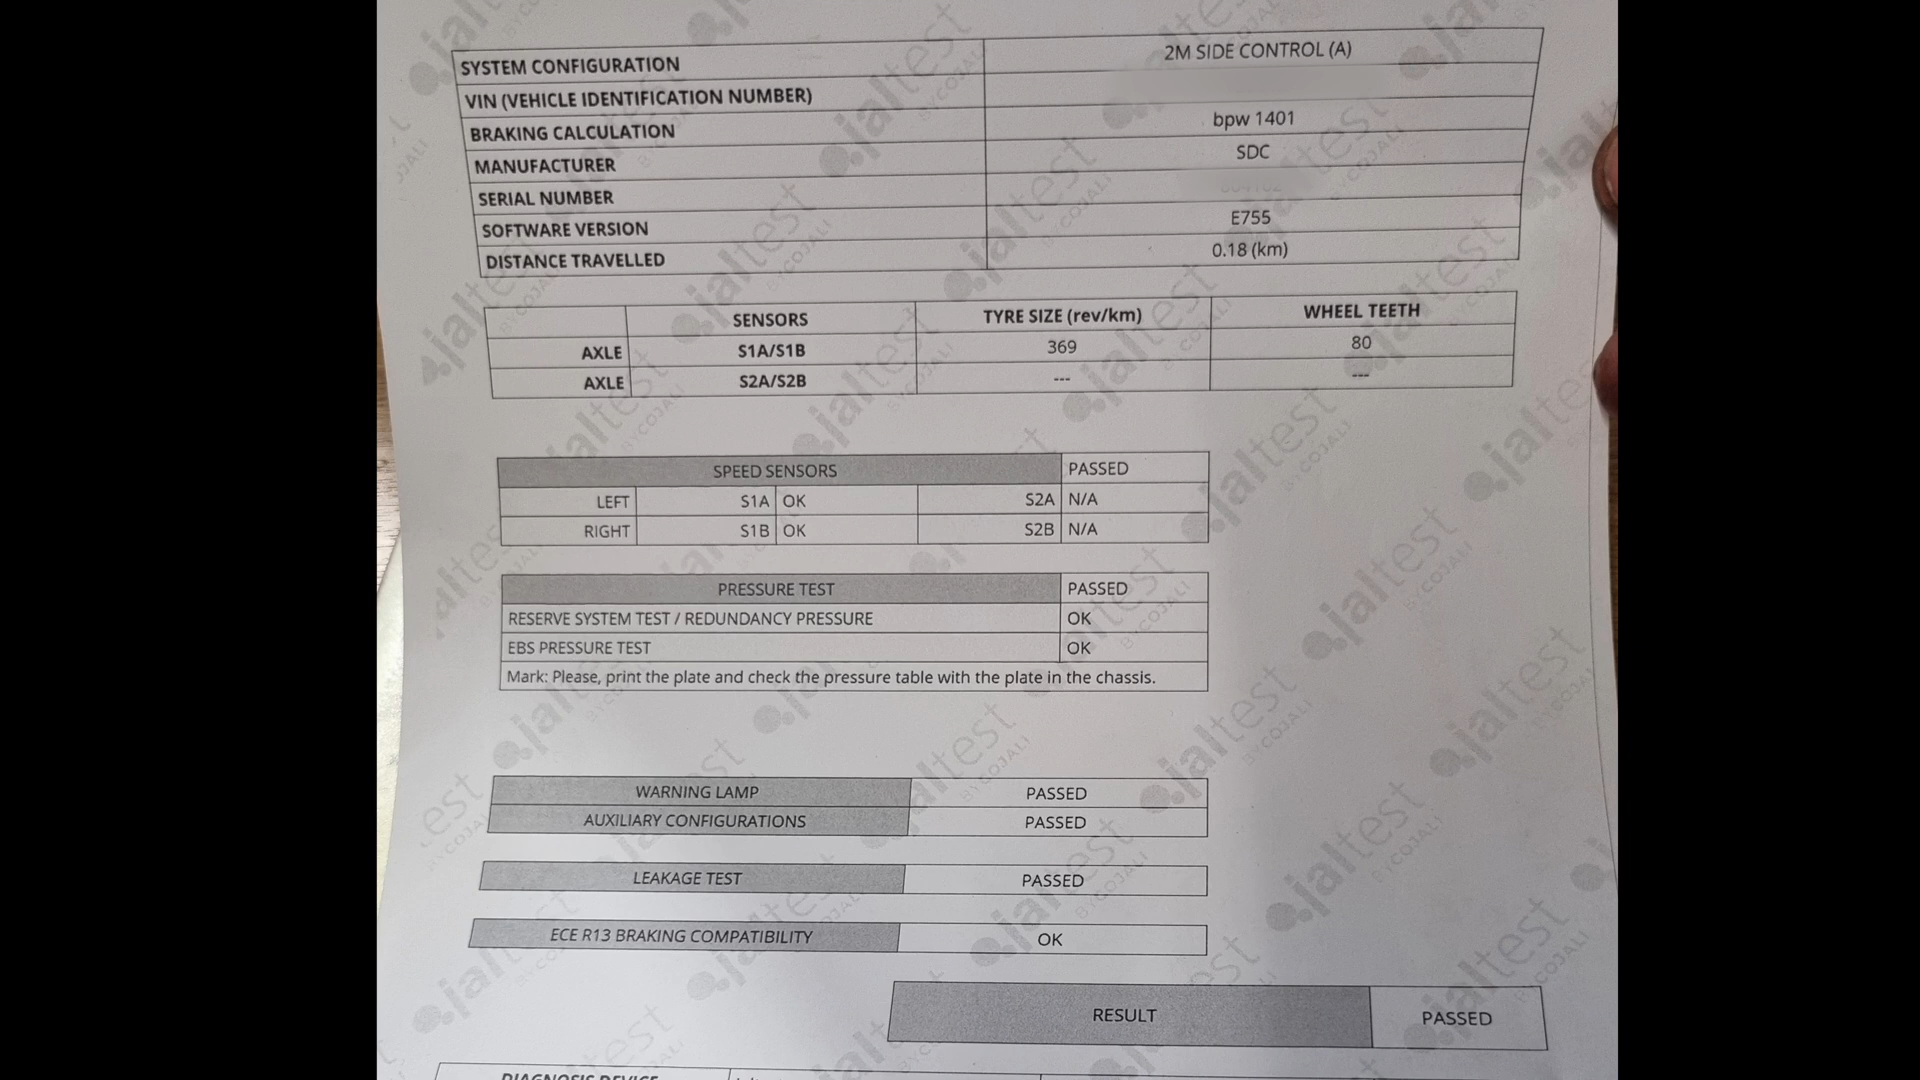 SYSTEM CONFIGURATION 2M SIDE CONTROL (A)
VIN (VEHICLE IDENTIFICATION NUMBER)
BRAKING CALCULATION bpw 1401
MANUFACTURER SDC
SERIAL NUMBER
SOFTWARE VERSION E755
DISTANCE TRAVELLED 0.18 (km)
SENSORS TYRE SIZE (rev/km) WHEEL TEETH
AXLE S1A/S1B 369 80
AXLE S2A/S2B --- ---
SPEED SENSORS PASSED
LEFT S1A OK S2A N/A
RIGHT S1B OK S2B N/A
PRESSURE TEST PASSED
RESERVE SYSTEM TEST / REDUNDANCY PRESSURE OK
EBS PRESSURE TEST OK
Mark: Please, print the plate and check the pressure table with the plate in the chassis.
WARNING LAMP PASSED
AUXILIARY CONFIGURATIONS PASSED
LEAKAGE TEST PASSED
ECE R13 BRAKING COMPATIBILITY OK
RESULT PASSED
DIAGNOSIS DEVICE
jaltest
BY COJALI